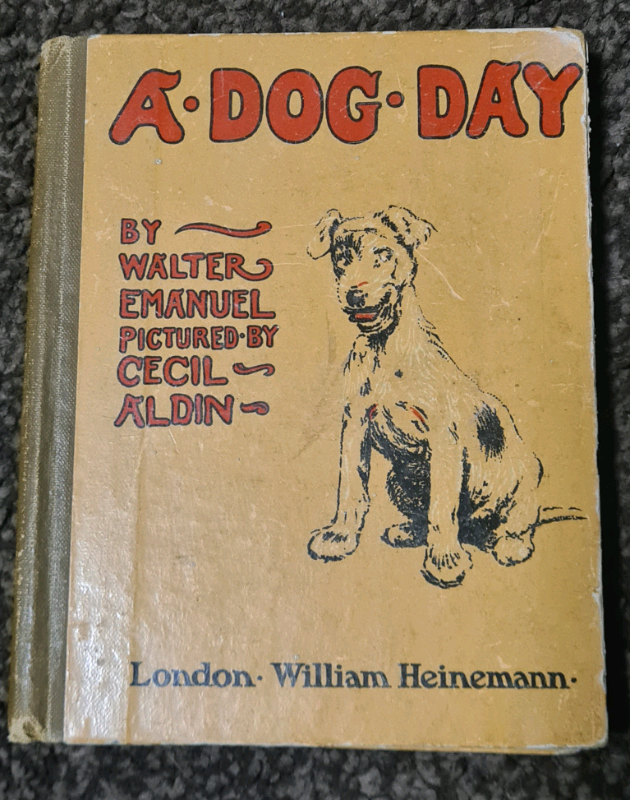 A·DOG·DAY
BY
WALTER
EMANUEL
PICTURED·BY
CECIL
ALDIN
London· William Heinemann·